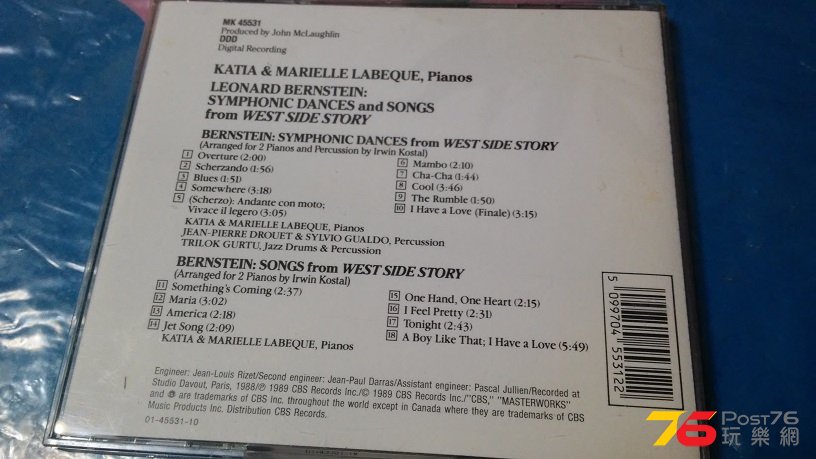 MK 45531
Produced by John McLaughlin
DDD
Digital Recording
KATIA & MARIELLE LABEQUE, Pianos
LEONARD BERNSTEIN:
SYMPHONIC DANCES and SONGS
from WEST SIDE STORY
BERNSTEIN: SYMPHONIC DANCES from WEST SIDE STORY
(Arranged for 2 Pianos and Percussion by Irwin Kostal)
1 Overture (2:00)
2 Scherzando (1:56)
3 Blues (1:51)
4 Somewhere (3:18)
5 (Scherzo): Andante con moto;
Vivace il legero (3:05)
6 Mambo (2:10)
7 Cha-Cha (1:44)
8 Cool (3:46)
9 The Rumble (1:50)
10 I Have a Love (Finale) (3:15)
KATIA & MARIELLE LABEQUE, Pianos
JEAN-PIERRE DROUET & SYLVIO GUALDO, Percussion
TRILOK GURTU, Jazz Drums & Percussion
BERNSTEIN: SONGS from WEST SIDE STORY
(Arranged for 2 Pianos by Irwin Kostal)
11 Something's Coming (2:37)
12 Maria (3:02)
13 America (2:18)
14 Jet Song (2:09)
15 One Hand, One Heart (2:15)
16 I Feel Pretty (2:31)
17 Tonight (2:43)
18 A Boy Like That; I Have a Love (5:49)
KATIA & MARIELLE LABEQUE, Pianos
Engineer: Jean-Louis Rizet/Second engineer: Jean-Paul Darras/Assistant engineer: Pascal Jullien/Recorded at
Studio Davout, Paris, 1988/℗ 1989 CBS Records Inc./© 1989 CBS Records Inc./"CBS," "MASTERWORKS"
and are trademarks of CBS Inc. throughout the world except in Canada where they are trademarks of CBS
Music Products Inc. Distribution CBS Records.
01-45531-10
5 099704 553122
76 POST76
玩樂網